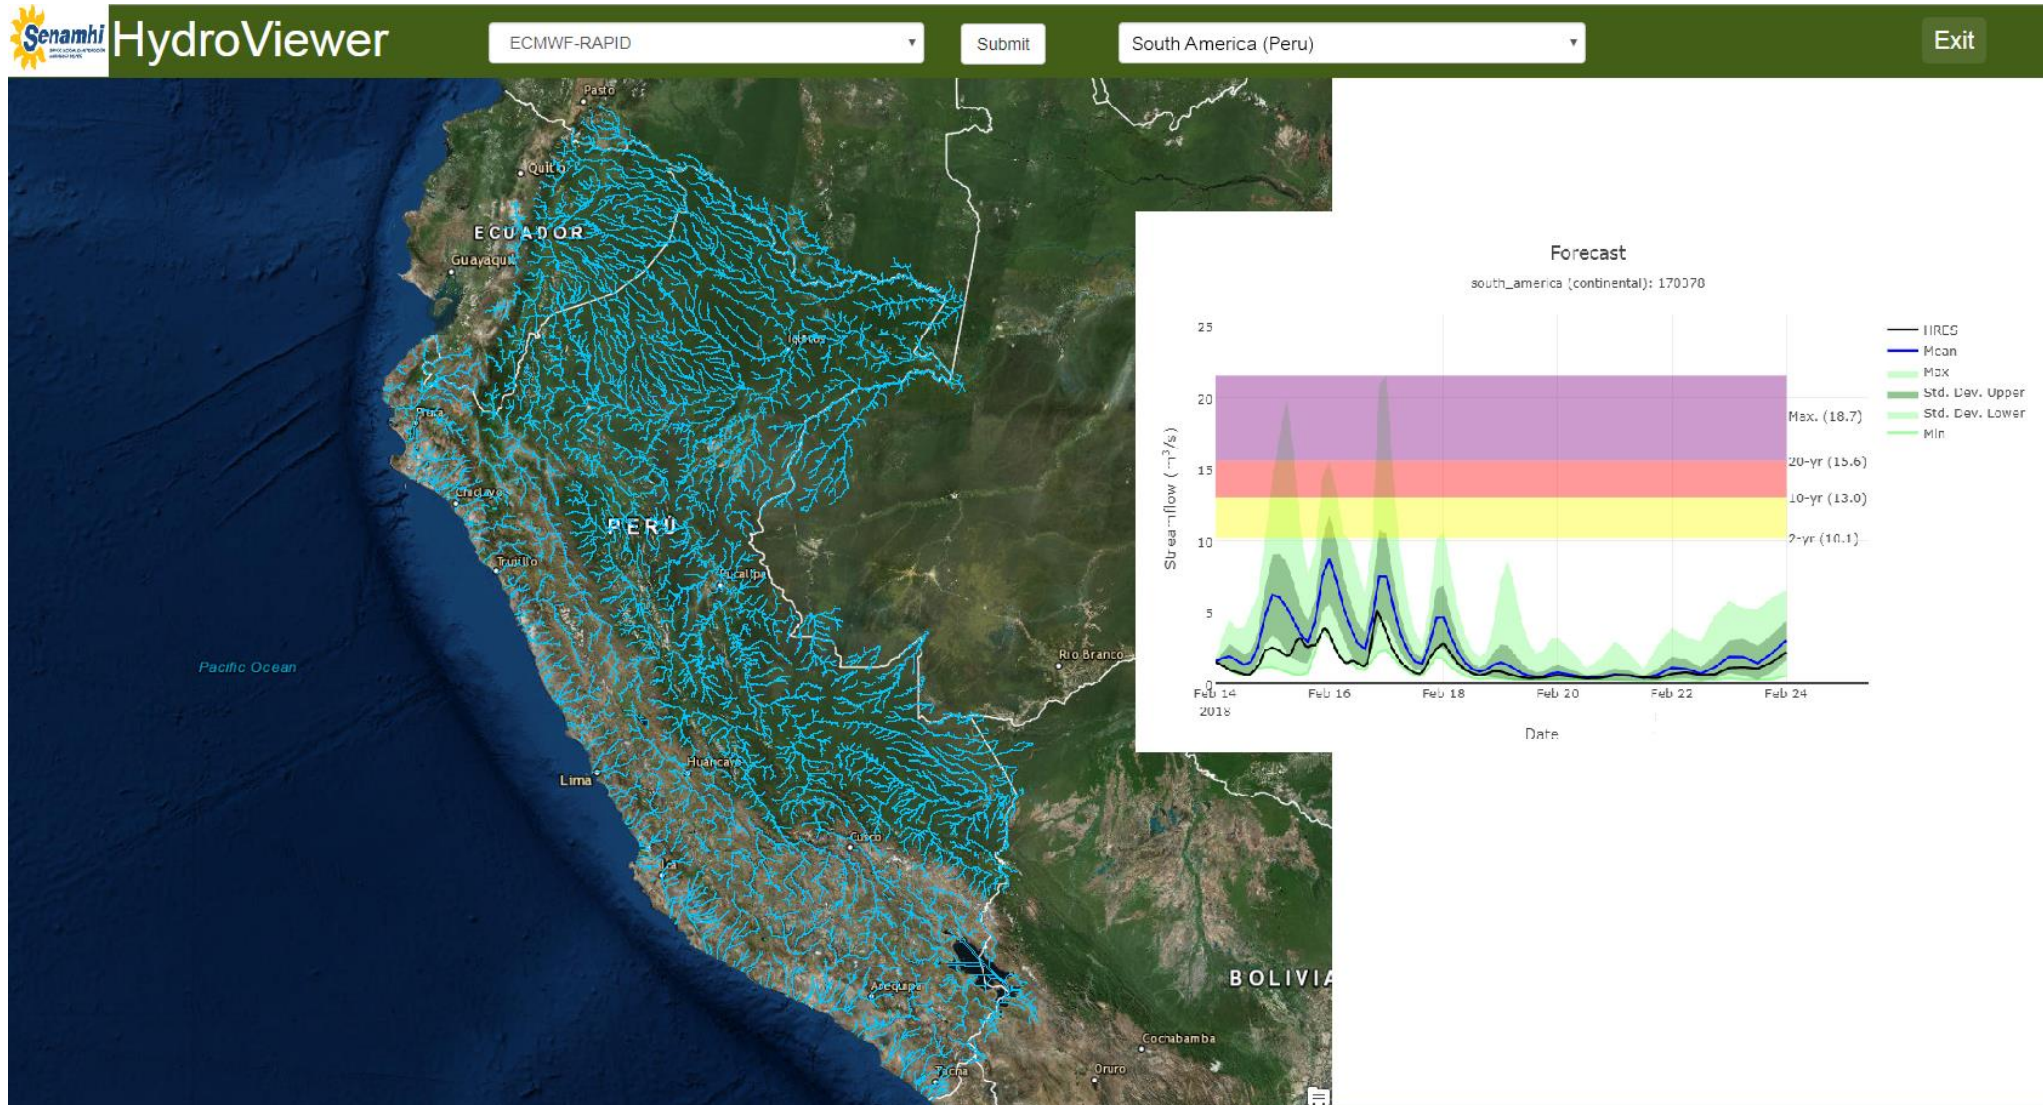 Senamhi
HydroViewer
ECMWF-RAPID
Submit
South America (Peru)
Exit
Pasto
Quito
ECUADOR
Guayaquil
Iquitos
Piura
Chiclayo
PERÚ
Trujillo
Pucallpa
Rio Branco
Pacific Ocean
Huancayo
Lima
Cusco
Ica
Arequipa
BOLIVIA
Cochabamba
Oruro
Tacna
Forecast
south_america (continental): 170378
25
20
15
10
5
0
Streamflow (m³/s)
Max. (18.7)
20-yr (15.6)
10-yr (13.0)
2-yr (10.1)
Feb 14
2018
Feb 16
Feb 18
Feb 20
Feb 22
Feb 24
Date
HRES
Mean
Max
Std. Dev. Upper
Std. Dev. Lower
Min